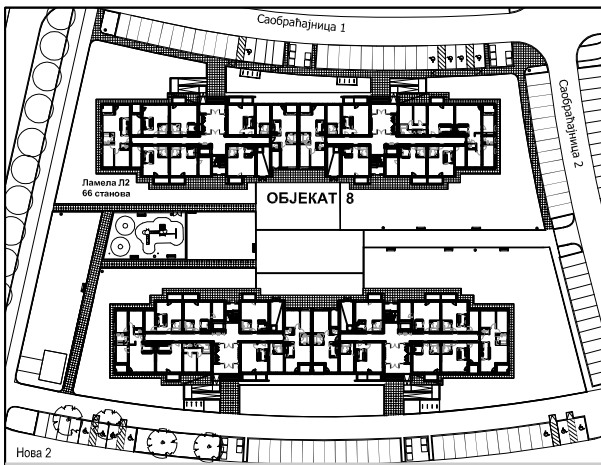 Саобраћајница 1
Саобраћајница 2
Ламела Л2
66 станова
ОБЈЕКАТ 8
Нова 2